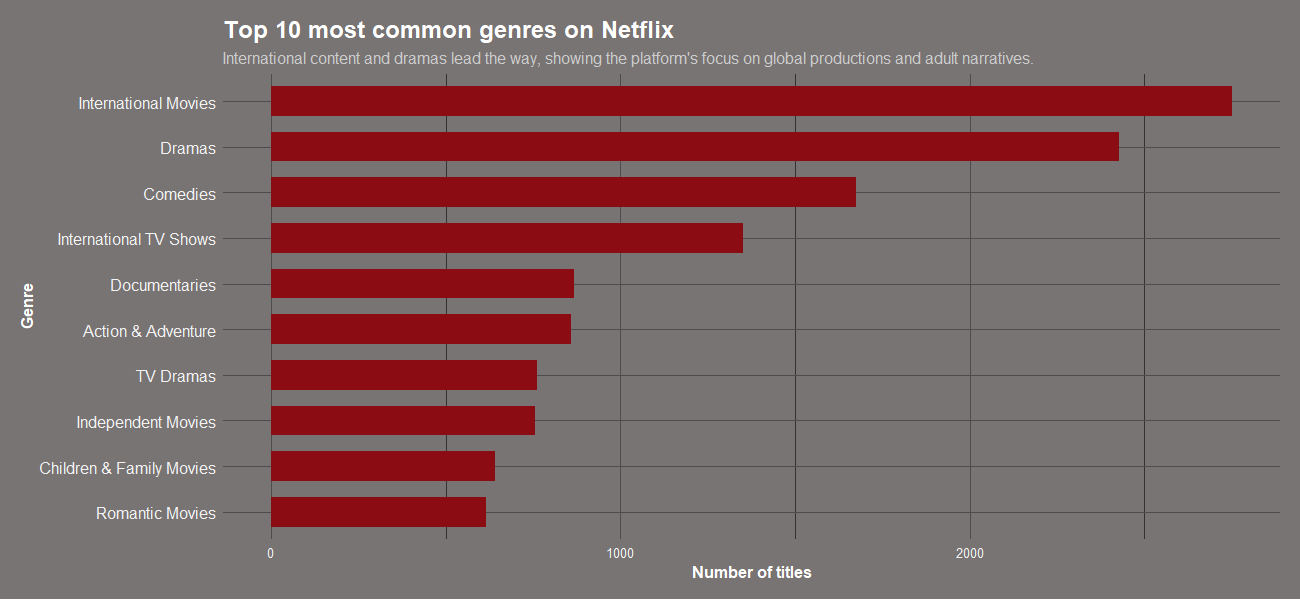 Top 10 most common genres on Netflix
International content and dramas lead the way, showing the platform's focus on global productions and adult narratives.
Genre
International Movies
Dramas
Comedies
International TV Shows
Documentaries
Action & Adventure
TV Dramas
Independent Movies
Children & Family Movies
Romantic Movies
0 1000 2000
Number of titles